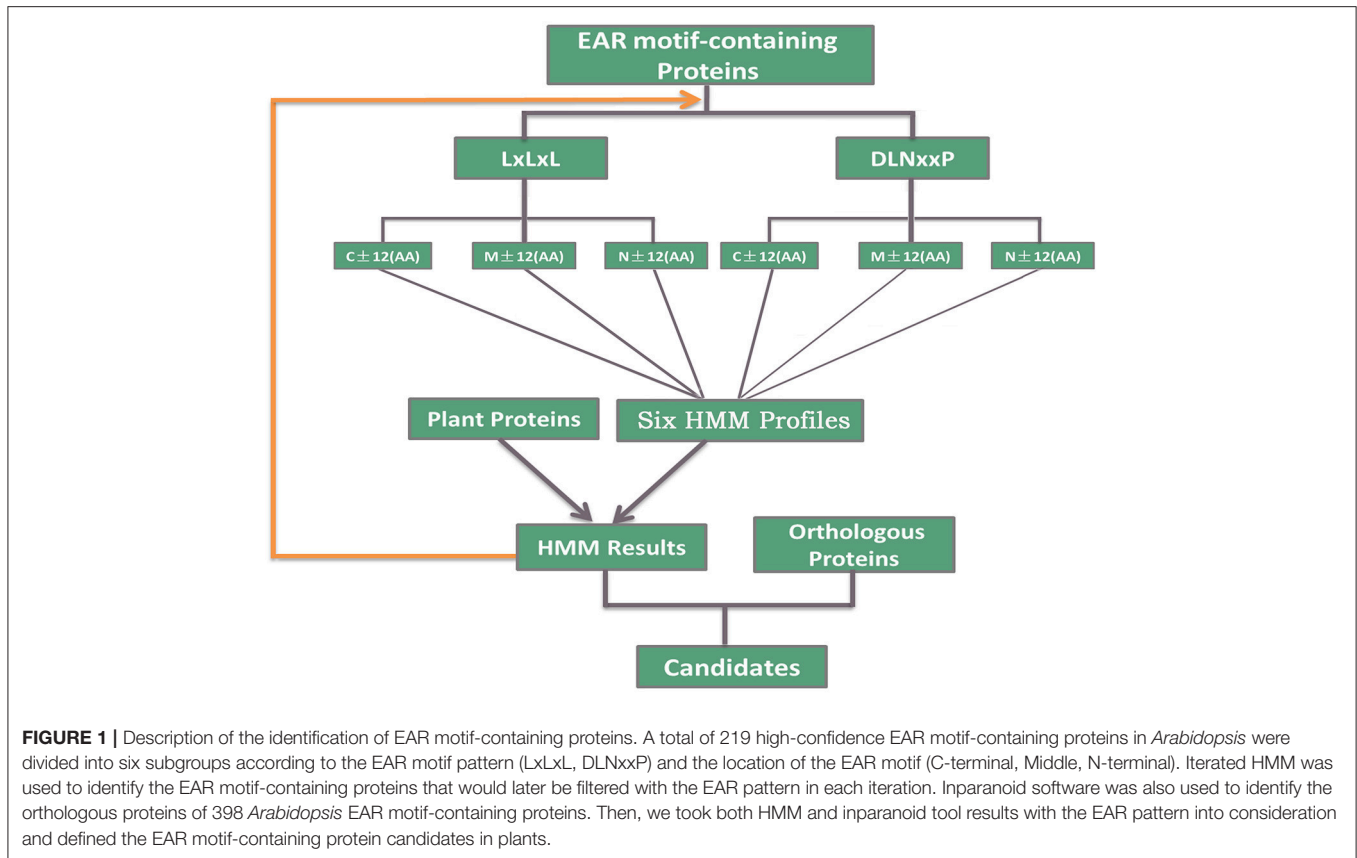 EAR motif-containing
Proteins
LxLxL
DLNxxP
C±12(AA)
M±12(AA)
N±12(AA)
C±12(AA)
M±12(AA)
N±12(AA)
Plant Proteins
Six HMM Profiles
HMM Results
Orthologous
Proteins
Candidates
FIGURE 1 | Description of the identification of EAR motif-containing proteins. A total of 219 high-confidence EAR motif-containing proteins in Arabidopsis were
divided into six subgroups according to the EAR motif pattern (LxLxL, DLNxxP) and the location of the EAR motif (C-terminal, Middle, N-terminal). Iterated HMM was
used to identify the EAR motif-containing proteins that would later be filtered with the EAR pattern in each iteration. Inparanoid software was also used to identify the
orthologous proteins of 398 Arabidopsis EAR motif-containing proteins. Then, we took both HMM and inparanoid tool results with the EAR pattern into consideration
and defined the EAR motif-containing protein candidates in plants.